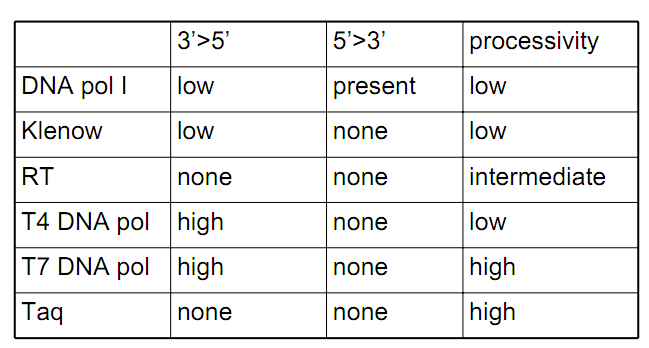 3’>5’ 5’>3’ processivity
DNA pol I low present low
Klenow low none low
RT none none intermediate
T4 DNA pol high none low
T7 DNA pol high none high
Taq none none high